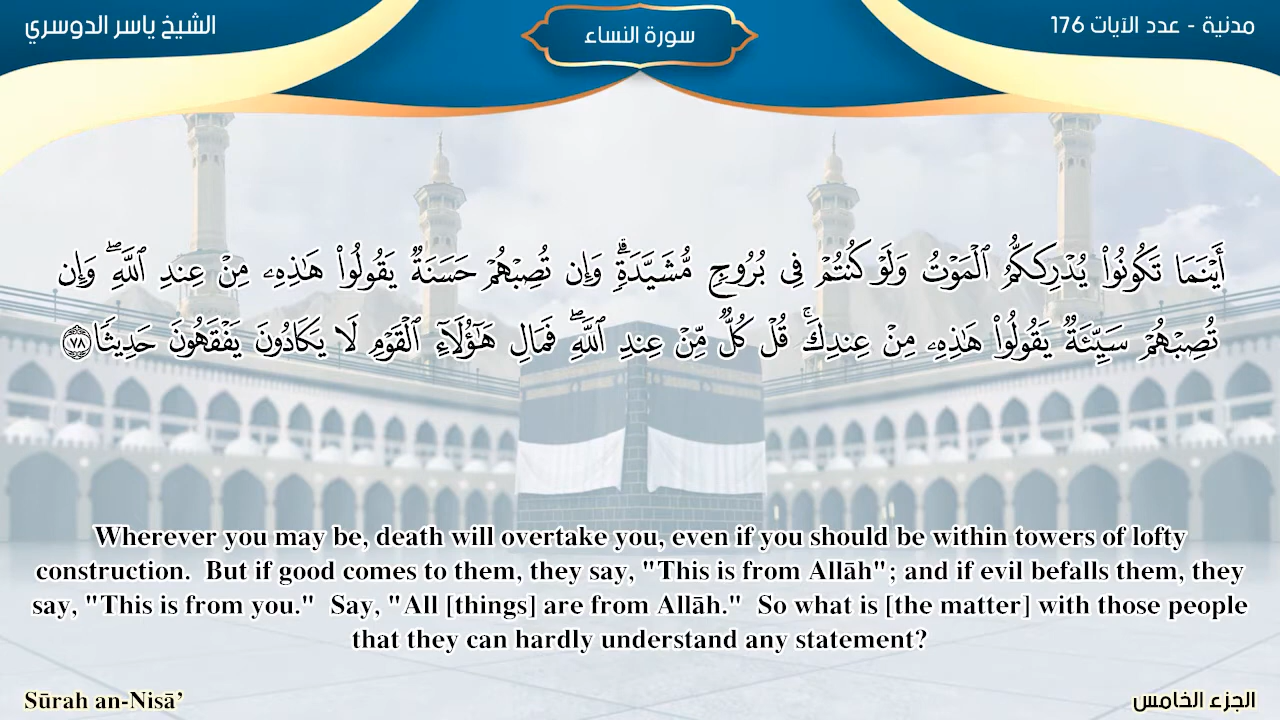 مدنية - عدد الآيات 176
سورة النساء
الشيخ ياسر الدوسري
أَيْنَمَا تَكُونُوا۟ يُدْرِككُّمُ ٱلْمَوْتُ وَلَوْ كُنتُمْ فِى بُرُوجٍ مُّشَيَّدَةٍ ۗ وَإِن تُصِبْهُمْ حَسَنَةٌ يَقُولُوا۟ هَـٰذِهِۦ مِنْ عِندِ ٱللَّهِ ۖ وَإِن
تُصِبْهُمْ سَيِّئَةٌ يَقُولُوا۟ هَـٰذِهِۦ مِنْ عِندِكَ ۚ قُلْ كُلٌّ مِّنْ عِندِ ٱللَّهِ ۖ فَمَالِ هَـٰٓؤُلَآءِ ٱلْقَوْمِ لَا يَكَادُونَ يَفْقَهُونَ حَدِيثًا ٧٨
Wherever you may be, death will overtake you, even if you should be within towers of lofty
construction.  But if good comes to them, they say, "This is from Allāh"; and if evil befalls them, they
say, "This is from you."  Say, "All [things] are from Allāh."  So what is [the matter] with those people
that they can hardly understand any statement?
Sūrah an-Nisā’
الجزء الخامس